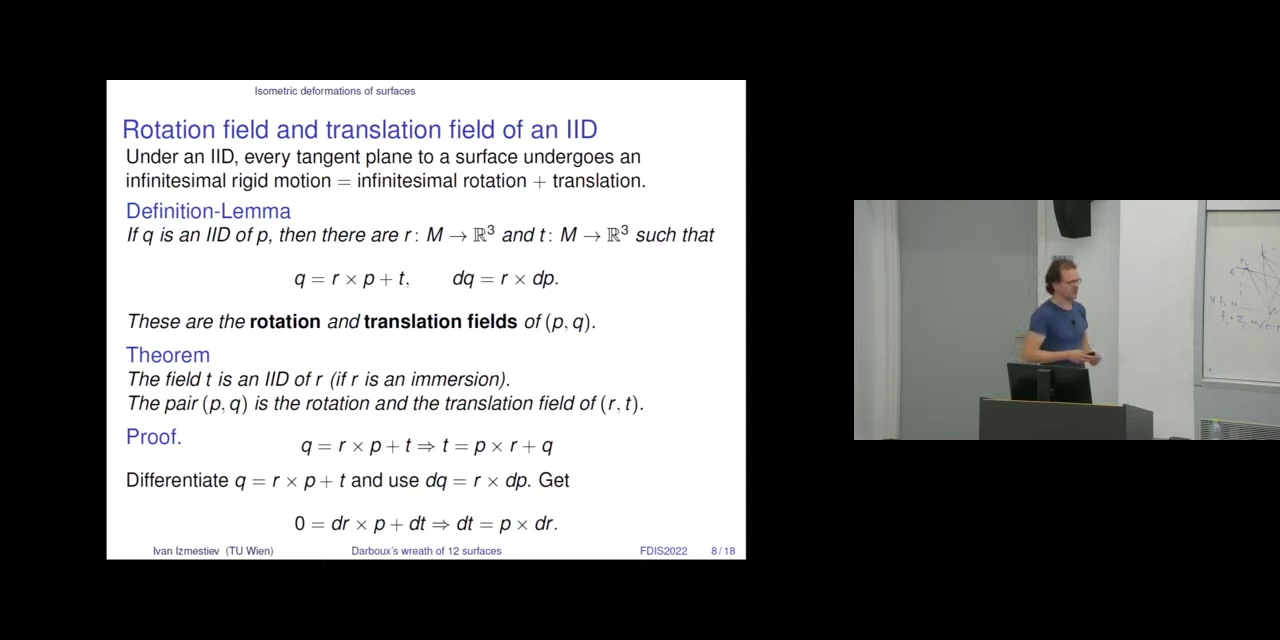 Isometric deformations of surfaces
Rotation field and translation field of an IID
Under an IID, every tangent plane to a surface undergoes an
infinitesimal rigid motion = infinitesimal rotation + translation.
Definition-Lemma
If q is an IID of p, then there are r: M → ℝ³ and t: M → ℝ³ such that
q = r × p + t,  dq = r × dp.
These are the rotation and translation fields of (p, q).
Theorem
The field t is an IID of r (if r is an immersion).
The pair (p, q) is the rotation and the translation field of (r, t).
Proof.
q = r × p + t ⇒ t = p × r + q
Differentiate q = r × p + t and use dq = r × dp. Get
0 = dr × p + dt ⇒ dt = p × dr.
Ivan Izmestiev (TU Wien) Darboux's wreath of 12 surfaces FDIS2022 8 / 18